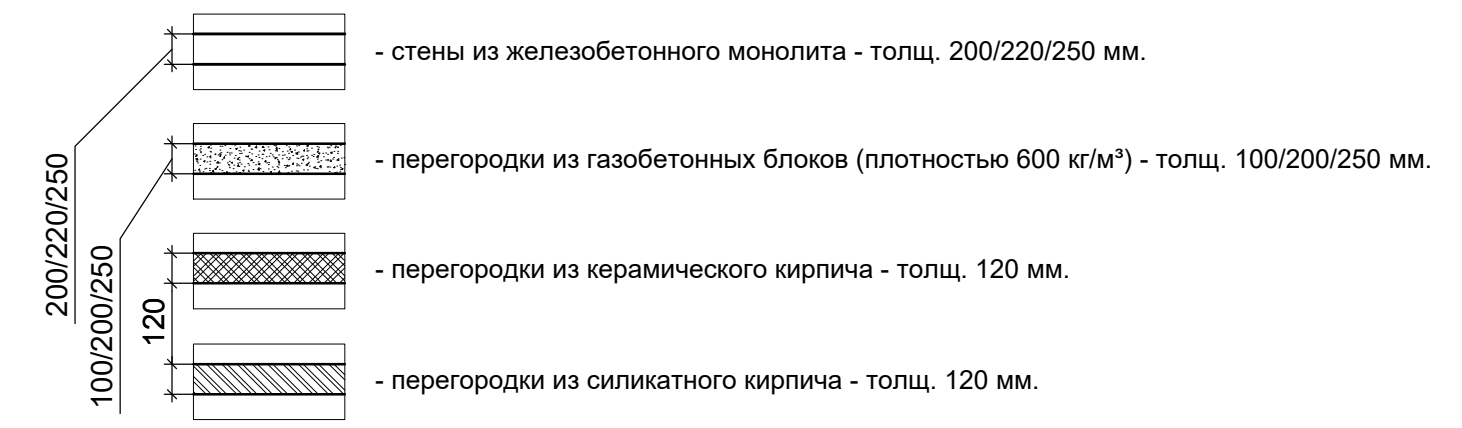 - стены из железобетонного монолита - толщ. 200/220/250 мм.
- перегородки из газобетонных блоков (плотностью 600 кг/м³) - толщ. 100/200/250 мм.
- перегородки из керамического кирпича - толщ. 120 мм.
- перегородки из силикатного кирпича - толщ. 120 мм.
200/220/250
100/200/250
120